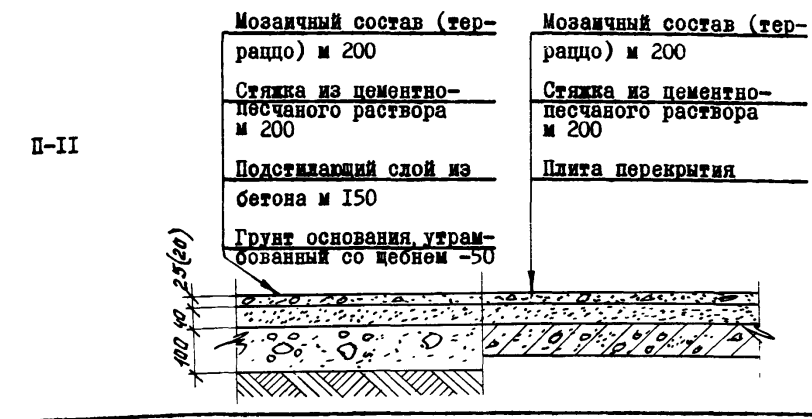 Мозаичный состав (тер-
раццо) м 200
Стяжка из цементно-
песчаного раствора
м 200
Подстилающий слой из
бетона м I50
Грунт основания, утрам-
бованный со щебнем -50
Мозаичный состав (тер-
раццо) м 200
Стяжка из цементно-
песчаного раствора
м 200
Плита перекрытия
П-II
25(20)
40
100